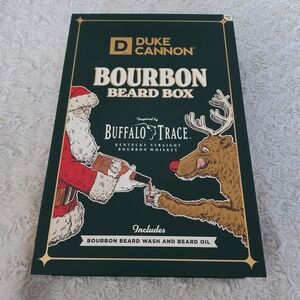 DUKE
CANNON
BOURBON
BEARD BOX
Inspired by
BUFFALO TRACE
KENTUCKY STRAIGHT
BOURBON WHISKEY
Includes
BOURBON BEARD WASH AND BEARD OIL